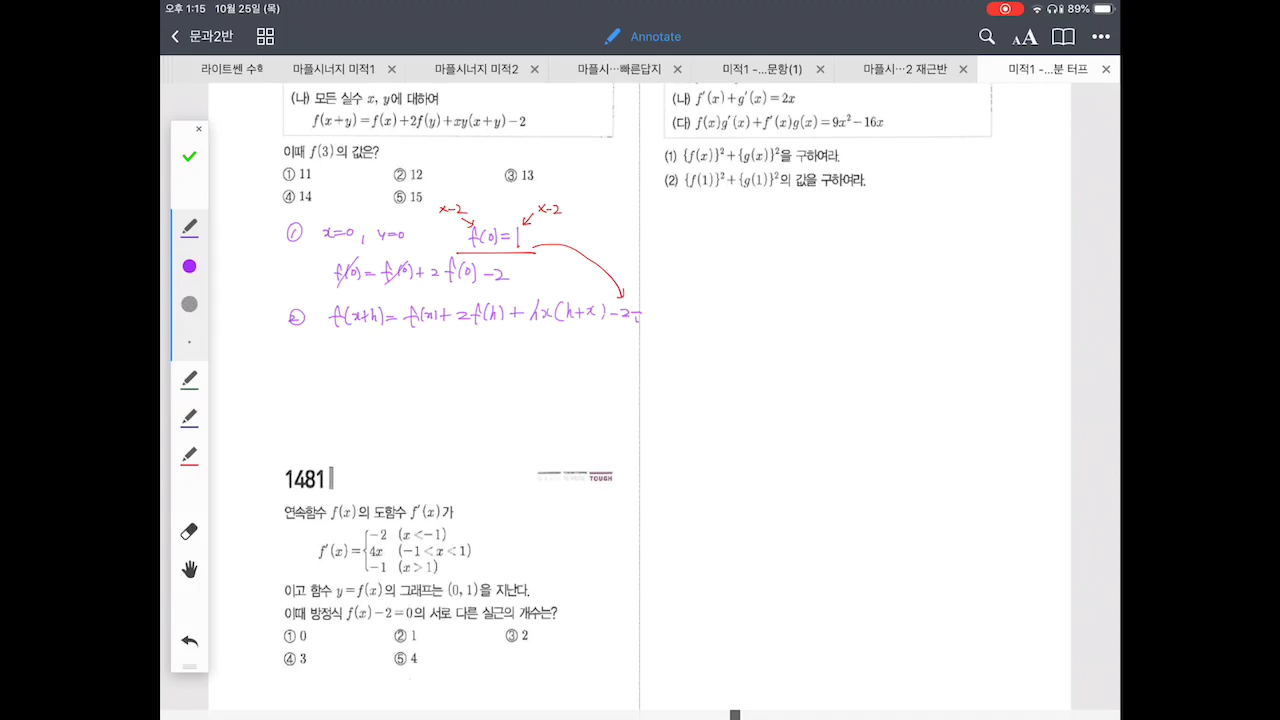 오후 1:15 10월 25일 (목)
89%
문과2반
Annotate
AA
라이트쎈 수학
마플시너지 미적1 ×
마플시너지 미적2 ×
마플시…빠른답지 ×
미적1 -...문항(1) ×
마플시…2 재근반 ×
미적1 -...분 터프 ×
(나) 모든 실수 x, y에 대하여
f(x+y)=f(x)+2f(y)+xy(x+y)-2
이때 f(3)의 값은?
① 11 ② 12 ③ 13
④ 14 ⑤ 15
x-2 x-2
① x=0, y=0 f(0)=1
f(0)=f(0)+2f(0)-2
② f(x+h)=f(x)+2f(h)+hx(h+x)-2
1481
TOUGH
연속함수 f(x)의 도함수 f′(x)가
f′(x)={-2 (x<-1)
4x (-1<x<1)
-1 (x>1)
이고 함수 y=f(x)의 그래프는 (0, 1)을 지난다.
이때 방정식 f(x)-2=0의 서로 다른 실근의 개수는?
① 0 ② 1 ③ 2
④ 3 ⑤ 4
(나) f′(x)+g′(x)=2x
(다) f(x)g′(x)+f′(x)g(x)=9x²-16x
(1) {f(x)}²+{g(x)}²을 구하여라.
(2) {f(1)}²+{g(1)}²의 값을 구하여라.